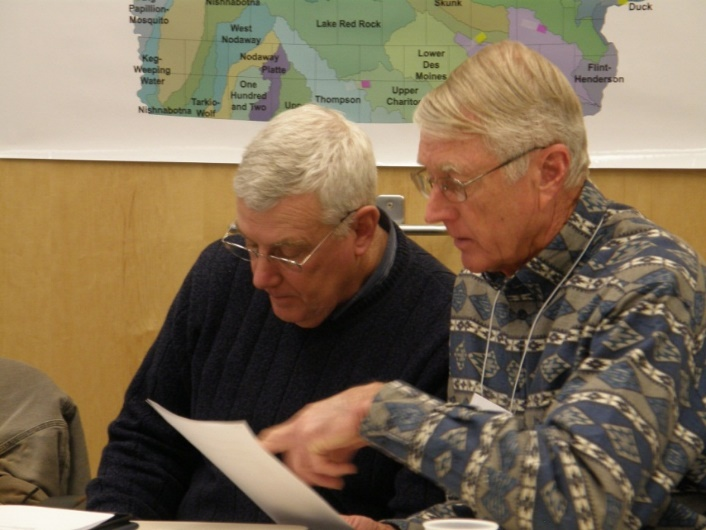 Papillion-
Mosquito
Nishnabotna
West
Nodaway
Lake Red Rock
Skunk
Duck
Keg-
Weeping
Water
Nodaway
Platte
Lower
Des
Moines
Flint-
Henderson
One
Hundred
and Two
Nishnabotna
Tarkio-
Wolf
Thompson
Upper
Chariton